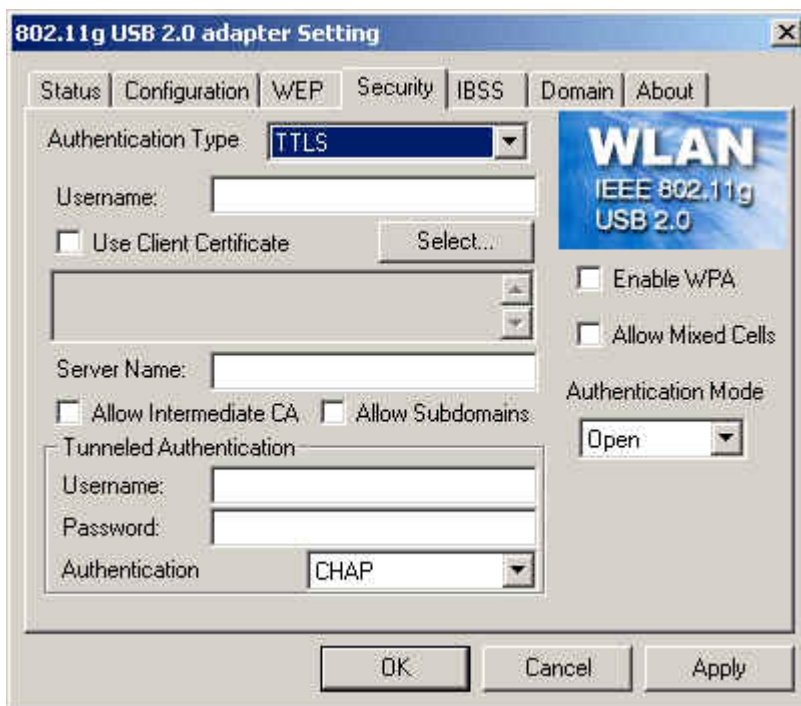 802.11g USB 2.0 adapter Setting
Status Configuration WEP Security IBSS Domain About
Authentication Type TTLS
WLAN
IEEE 802.11g
USB 2.0
Username:
Use Client Certificate Select...
Enable WPA
Allow Mixed Cells
Server Name:
Allow Intermediate CA Allow Subdomains
Authentication Mode
Open
Tunneled Authentication
Username:
Password:
Authentication CHAP
OK Cancel Apply